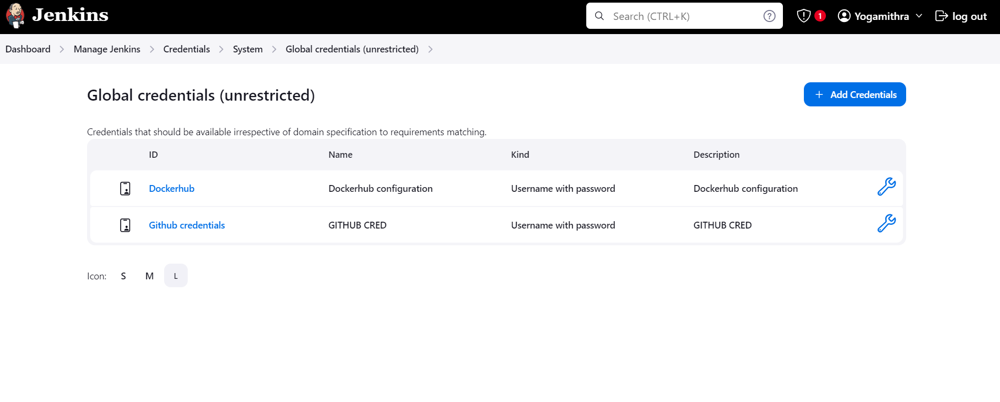 Jenkins
Search (CTRL+K)
?
1
Yogamithra
log out
Dashboard
Manage Jenkins
Credentials
System
Global credentials (unrestricted)
Global credentials (unrestricted)
+ Add Credentials
Credentials that should be available irrespective of domain specification to requirements matching.
ID Name Kind Description
Dockerhub Dockerhub configuration Username with password Dockerhub configuration
Github credentials GITHUB CRED Username with password GITHUB CRED
Icon: S M L